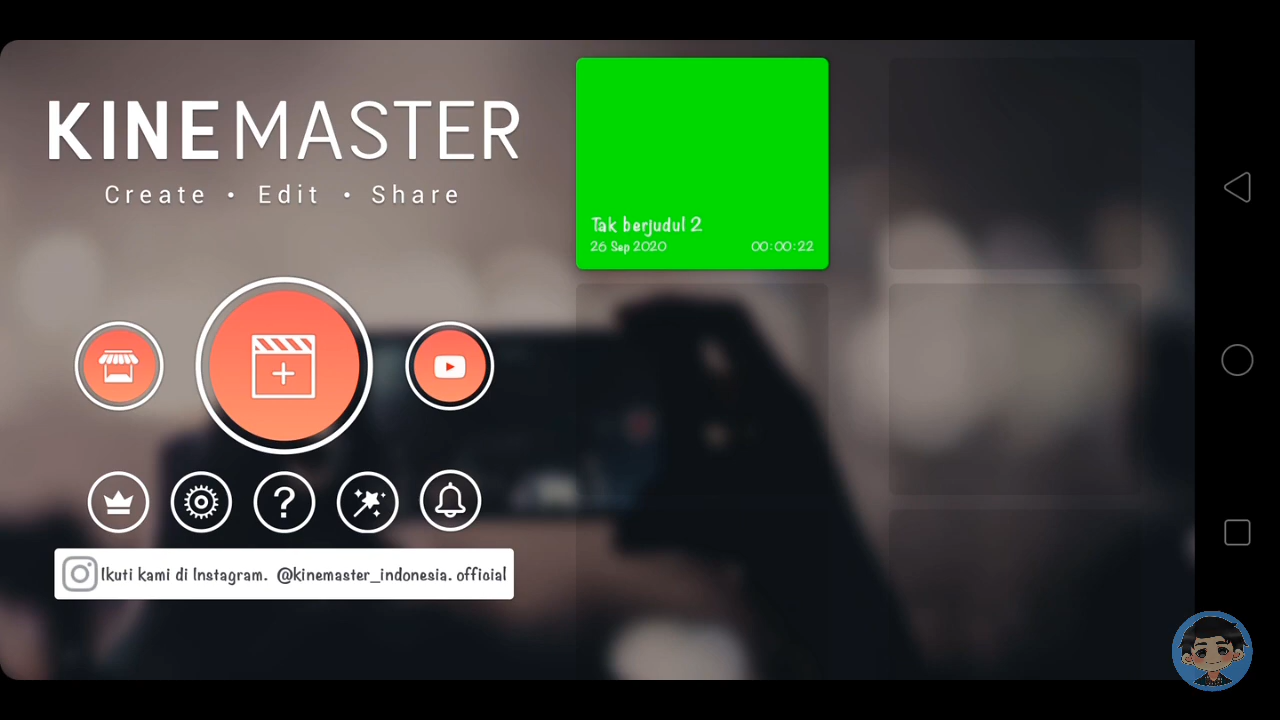 KINEMASTER
Create • Edit • Share
Tak berjudul 2
26 Sep 2020 00:00:22
Ikuti kami di Instagram. @kinemaster_indonesia. official